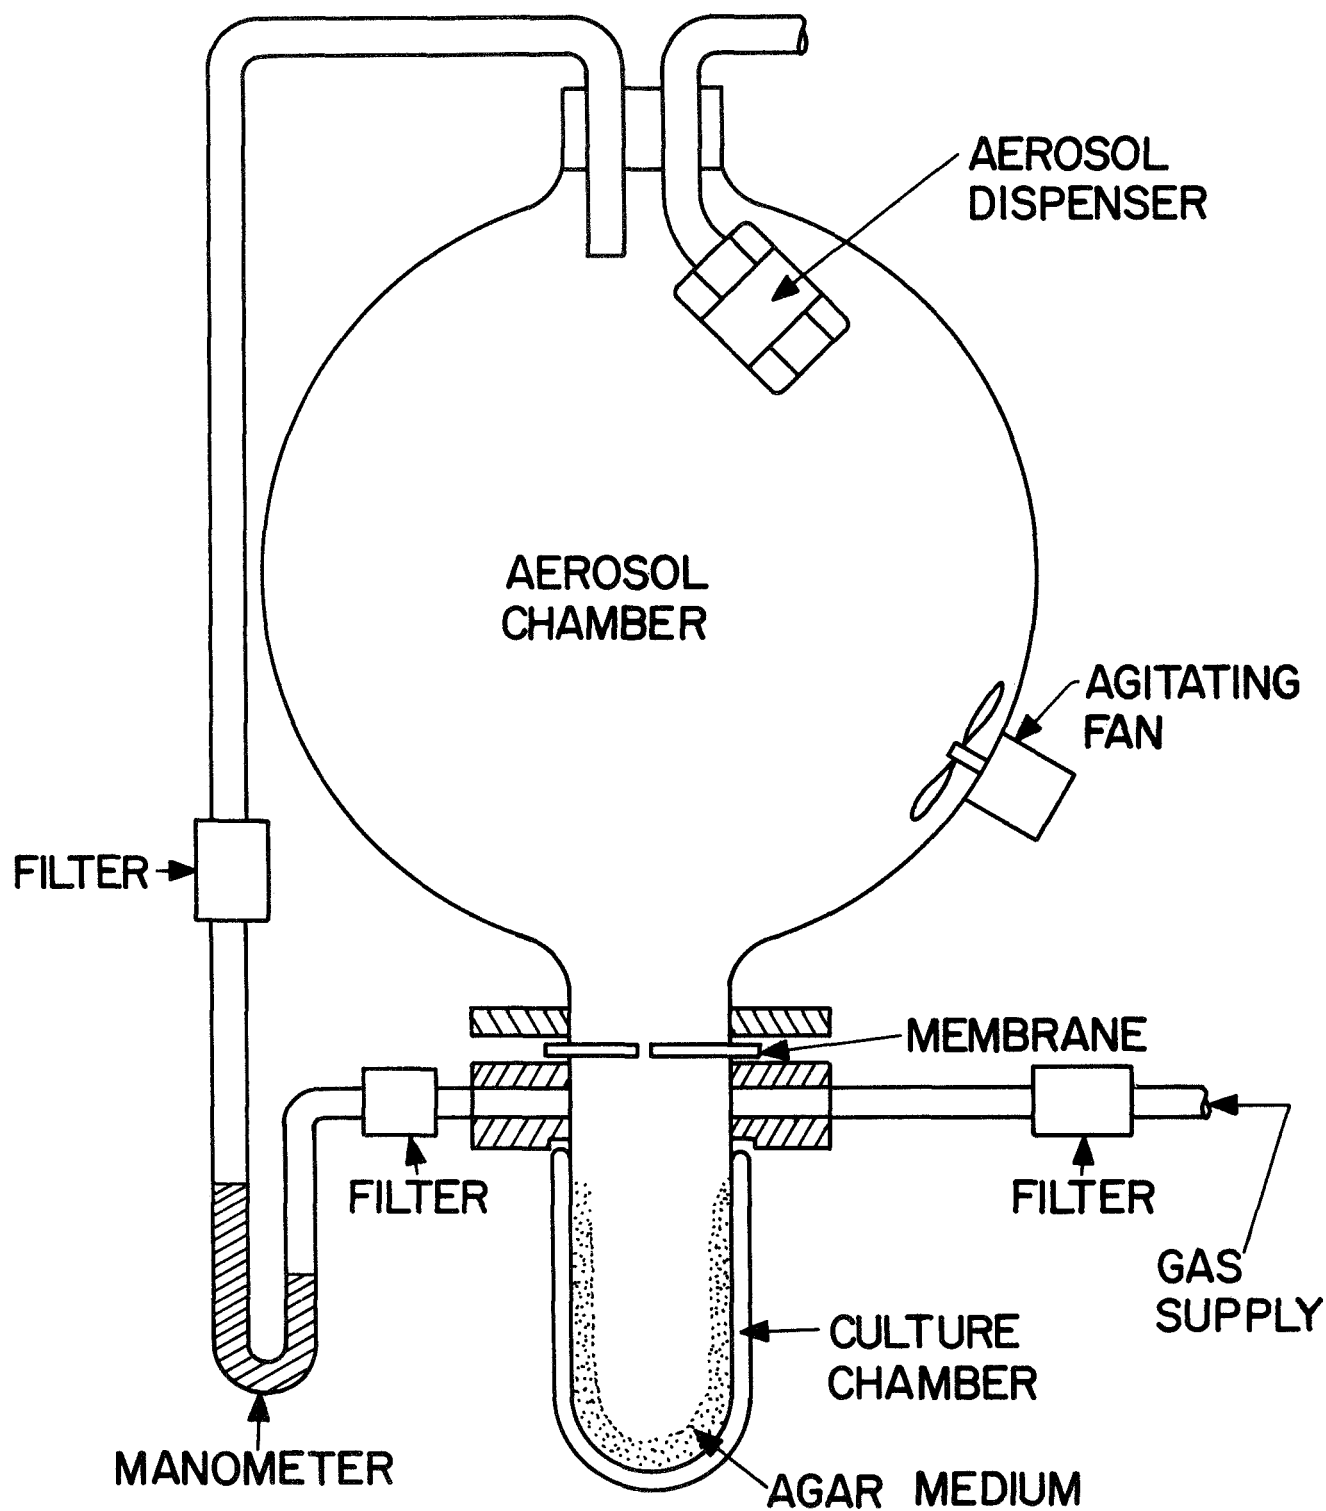 AEROSOL
DISPENSER
AEROSOL
CHAMBER
AGITATING
FAN
FILTER
MEMBRANE
FILTER
FILTER
GAS
SUPPLY
CULTURE
CHAMBER
MANOMETER
AGAR MEDIUM